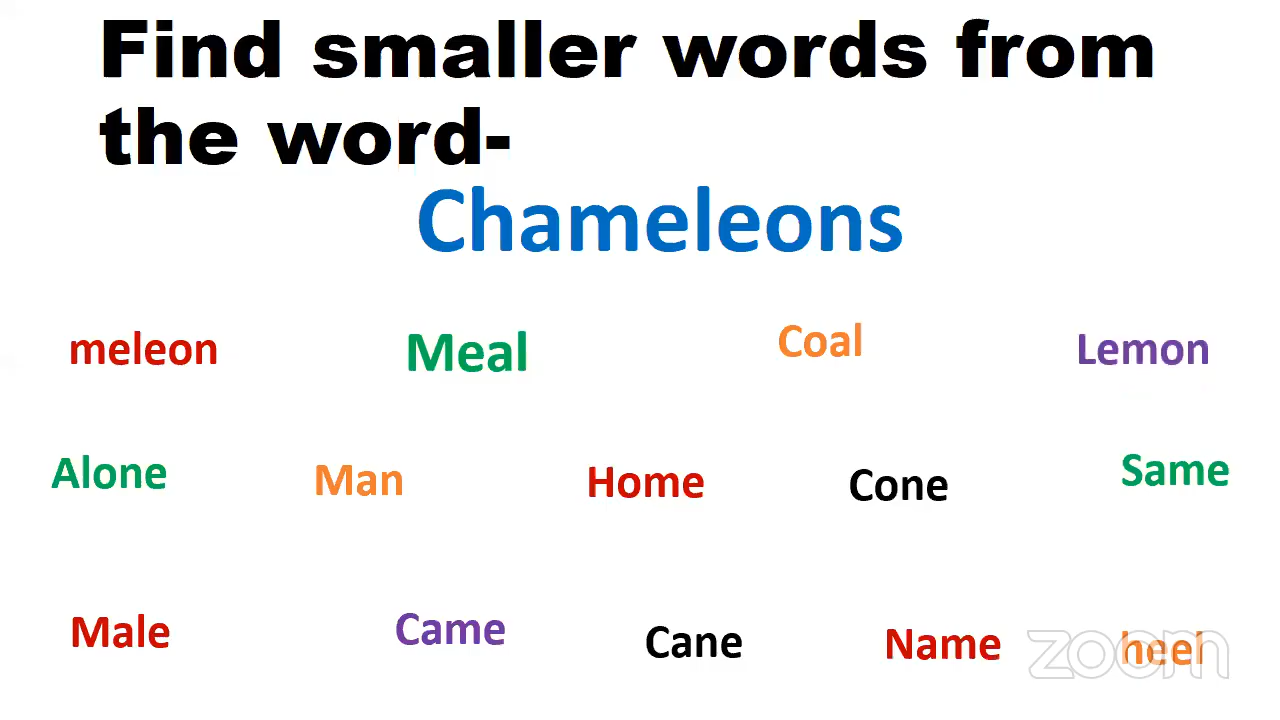 Find smaller words from
the word-
Chameleons
meleon Meal Coal Lemon
Alone Man Home Cone Same
Male Came Cane Name heel
zoom